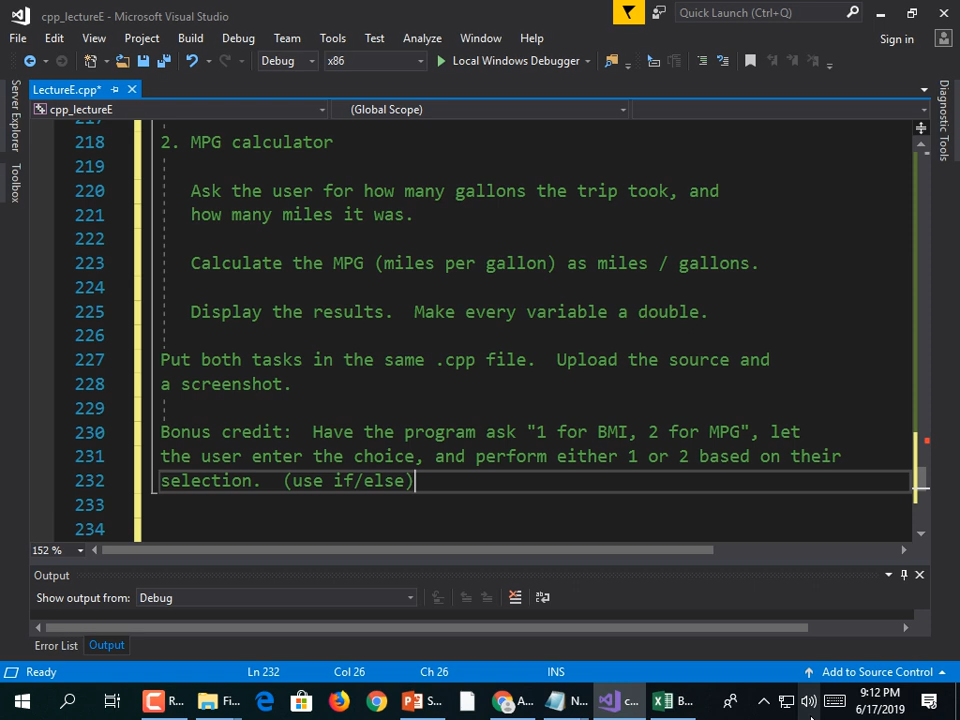 cpp_lectureE - Microsoft Visual Studio
Quick Launch (Ctrl+Q)
File Edit View Project Build Debug Team Tools Test Analyze Window Help Sign in
Debug x86 Local Windows Debugger
LectureE.cpp*
cpp_lectureE (Global Scope)
Server Explorer
Toolbox
Diagnostic Tools
217
218 2. MPG calculator
219
220 Ask the user for how many gallons the trip took, and
221 how many miles it was.
222
223 Calculate the MPG (miles per gallon) as miles / gallons.
224
225 Display the results.  Make every variable a double.
226
227 Put both tasks in the same .cpp file.  Upload the source and
228 a screenshot.
229
230 Bonus credit:  Have the program ask "1 for BMI, 2 for MPG", let
231 the user enter the choice, and perform either 1 or 2 based on their
232 selection.  (use if/else)
233
234
152 %
Output
Show output from: Debug
Error List Output
Ready Ln 232 Col 26 Ch 26 INS Add to Source Control
R... Fi... S... A... N... c... B...
9:12 PM
6/17/2019